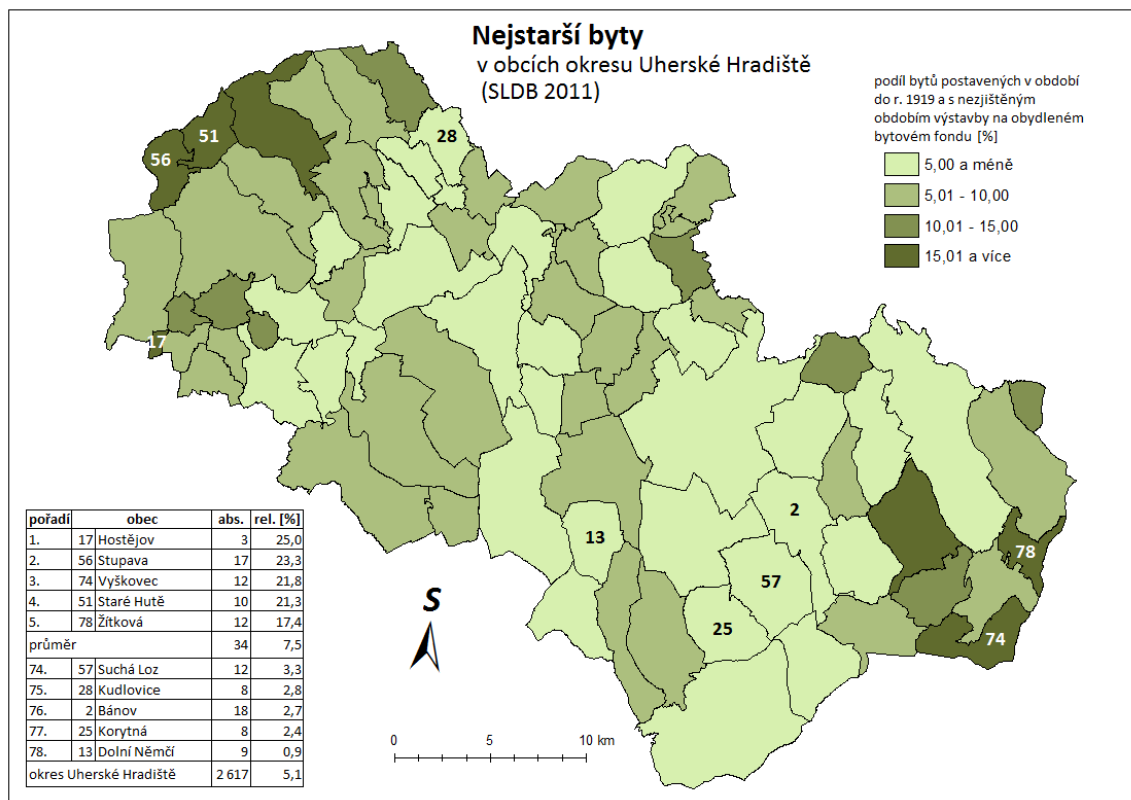 Nejstarší byty
v obcích okresu Uherské Hradiště
(SLDB 2011)
podíl bytů postavených v období
do r. 1919 a s nezjištěným
obdobím výstavby na obydleném
bytovém fondu [%]
5,00 a méně
5,01 - 10,00
10,01 - 15,00
15,01 a více
28
51
56
17
2
13
78
57
25
74
pořadí obec abs. rel. [%]
1. 17 Hostějov 3 25,0
2. 56 Stupava 17 23,3
3. 74 Vyškovec 12 21,8
4. 51 Staré Hutě 10 21,3
5. 78 Žítková 12 17,4
průměr 34 7,5
74. 57 Suchá Loz 12 3,3
75. 28 Kudlovice 8 2,8
76. 2 Bánov 18 2,7
77. 25 Korytná 8 2,4
78. 13 Dolní Němčí 9 0,9
okres Uherské Hradiště 2 617 5,1
S
0 5 10 km